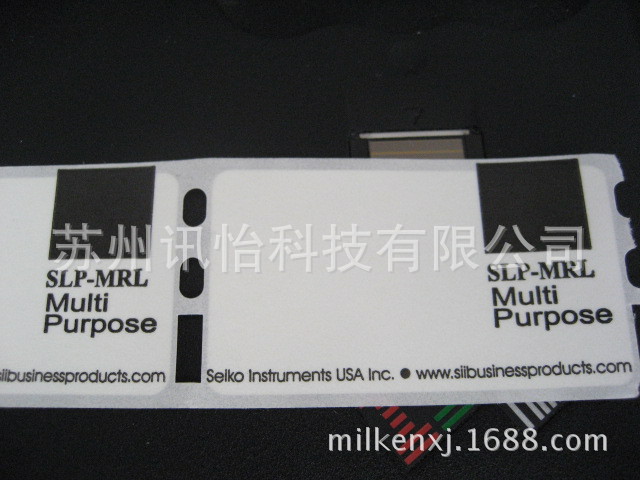 苏州讯怡科技有限公司
SLP-MRL
Multi
Purpose
siibusinessproducts.com
SLP-MRL
Multi
Purpose
Seiko Instruments USA Inc. ● www.siibusinessproducts.com
milkenxj.1688.com